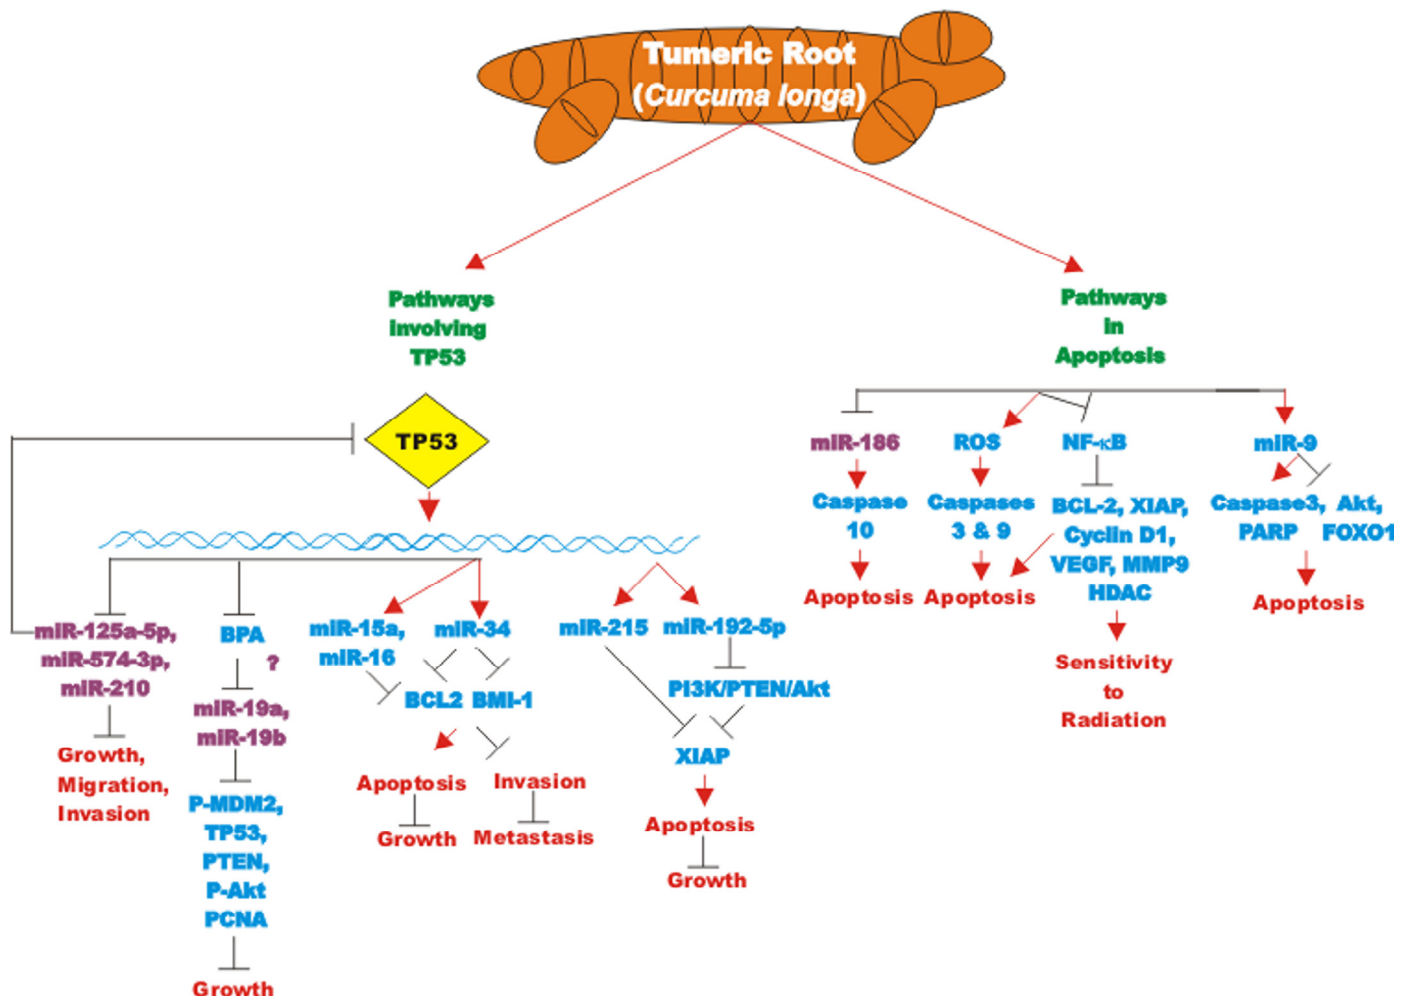 Tumeric Root
(Curcuma longa)
Pathways
involving
TP53
TP53
miR-125a-5p,
miR-574-3p,
miR-210
Growth,
Migration,
Invasion
BPA
?
miR-19a,
miR-19b
P-MDM2,
TP53,
PTEN,
P-Akt
PCNA
Growth
miR-15a,
miR-16
miR-34
BCL2 BMI-1
Apoptosis
Growth
Invasion
Metastasis
miR-215
miR-192-5p
PI3K/PTEN/Akt
XIAP
Apoptosis
Growth
Pathways
in
Apoptosis
miR-186
Caspase
10
Apoptosis
ROS
Caspases
3 & 9
Apoptosis
NF-κB
BCL-2, XIAP,
Cyclin D1,
VEGF, MMP9
HDAC
Sensitivity
to
Radiation
miR-9
Caspase3, Akt,
PARP FOXO1
Apoptosis